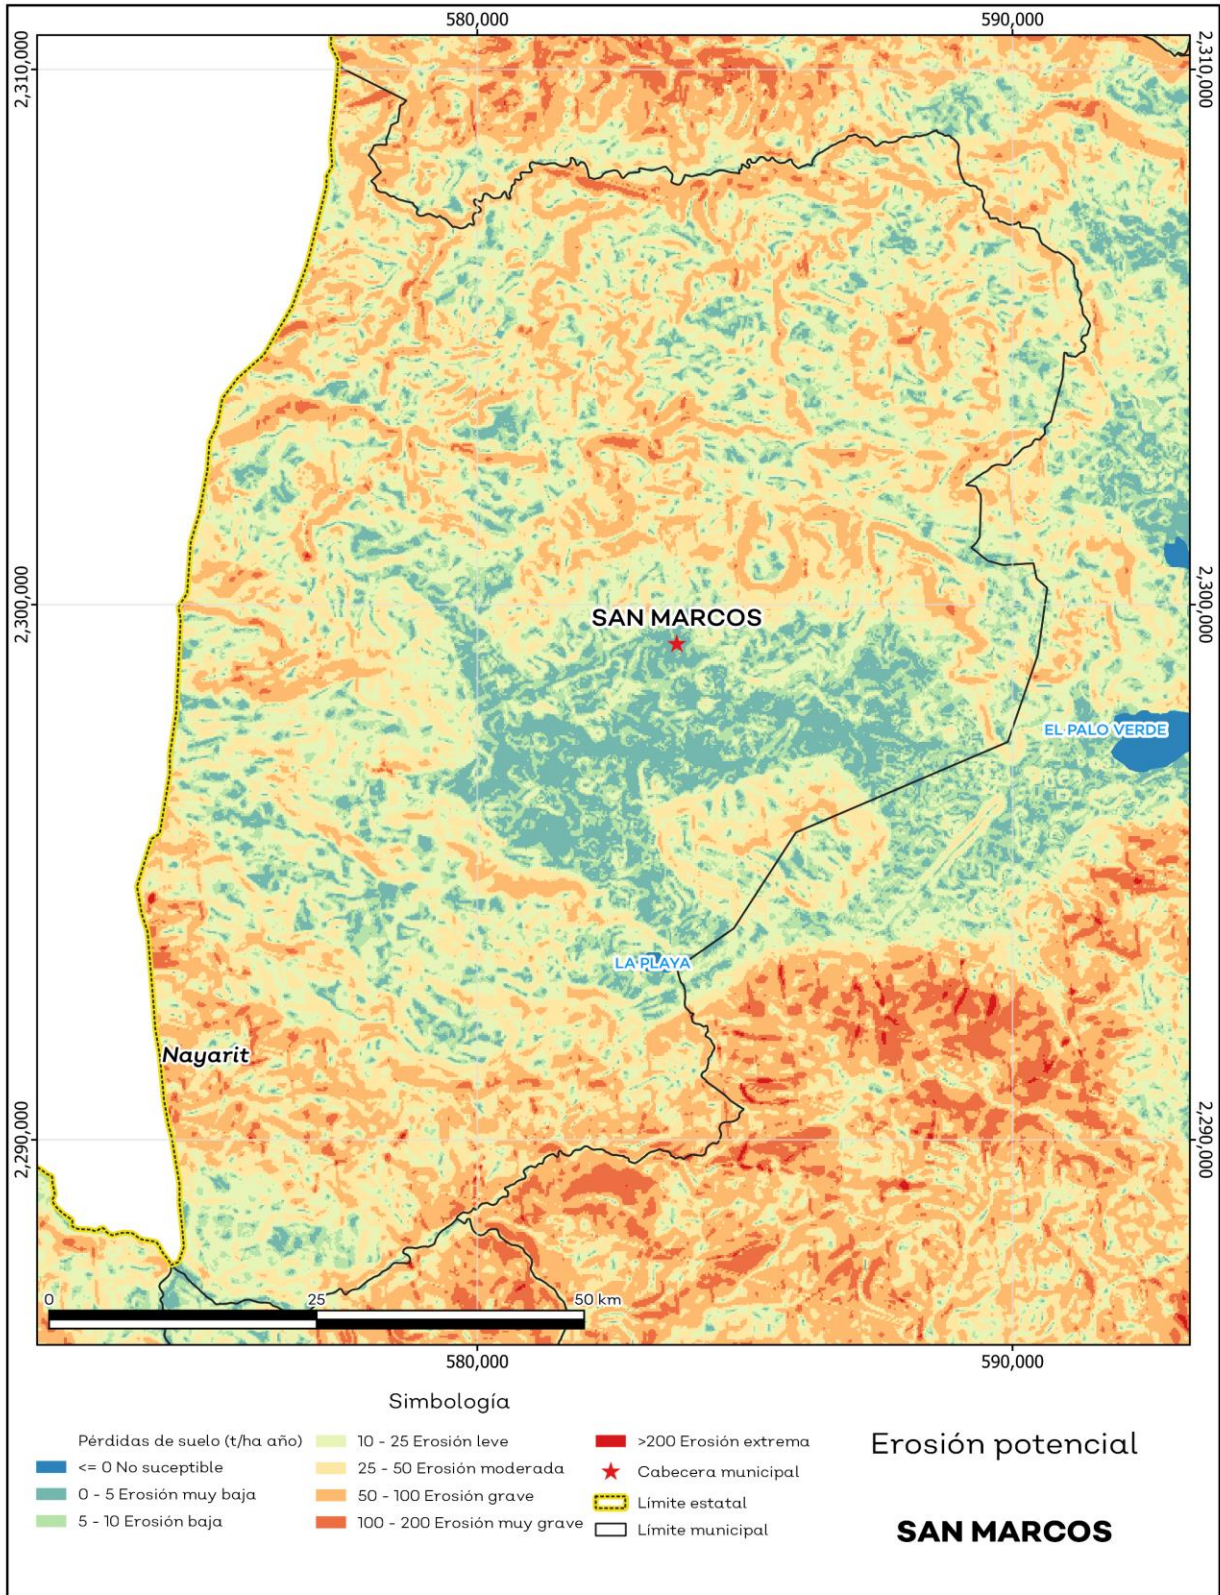 580,000
590,000
2,310,000
2,310,000
SAN MARCOS
2,300,000
2,300,000
EL PALO VERDE
LA PLAYA
Nayarit
2,290,000
2,290,000
0
25
50 km
580,000
590,000
Simbología
Pérdidas de suelo (t/ha año)
<= 0 No suceptible
0 - 5 Erosión muy baja
5 - 10 Erosión baja
10 - 25 Erosión leve
25 - 50 Erosión moderada
50 - 100 Erosión grave
100 - 200 Erosión muy grave
>200 Erosión extrema
Cabecera municipal
Límite estatal
Límite municipal
Erosión potencial
SAN MARCOS